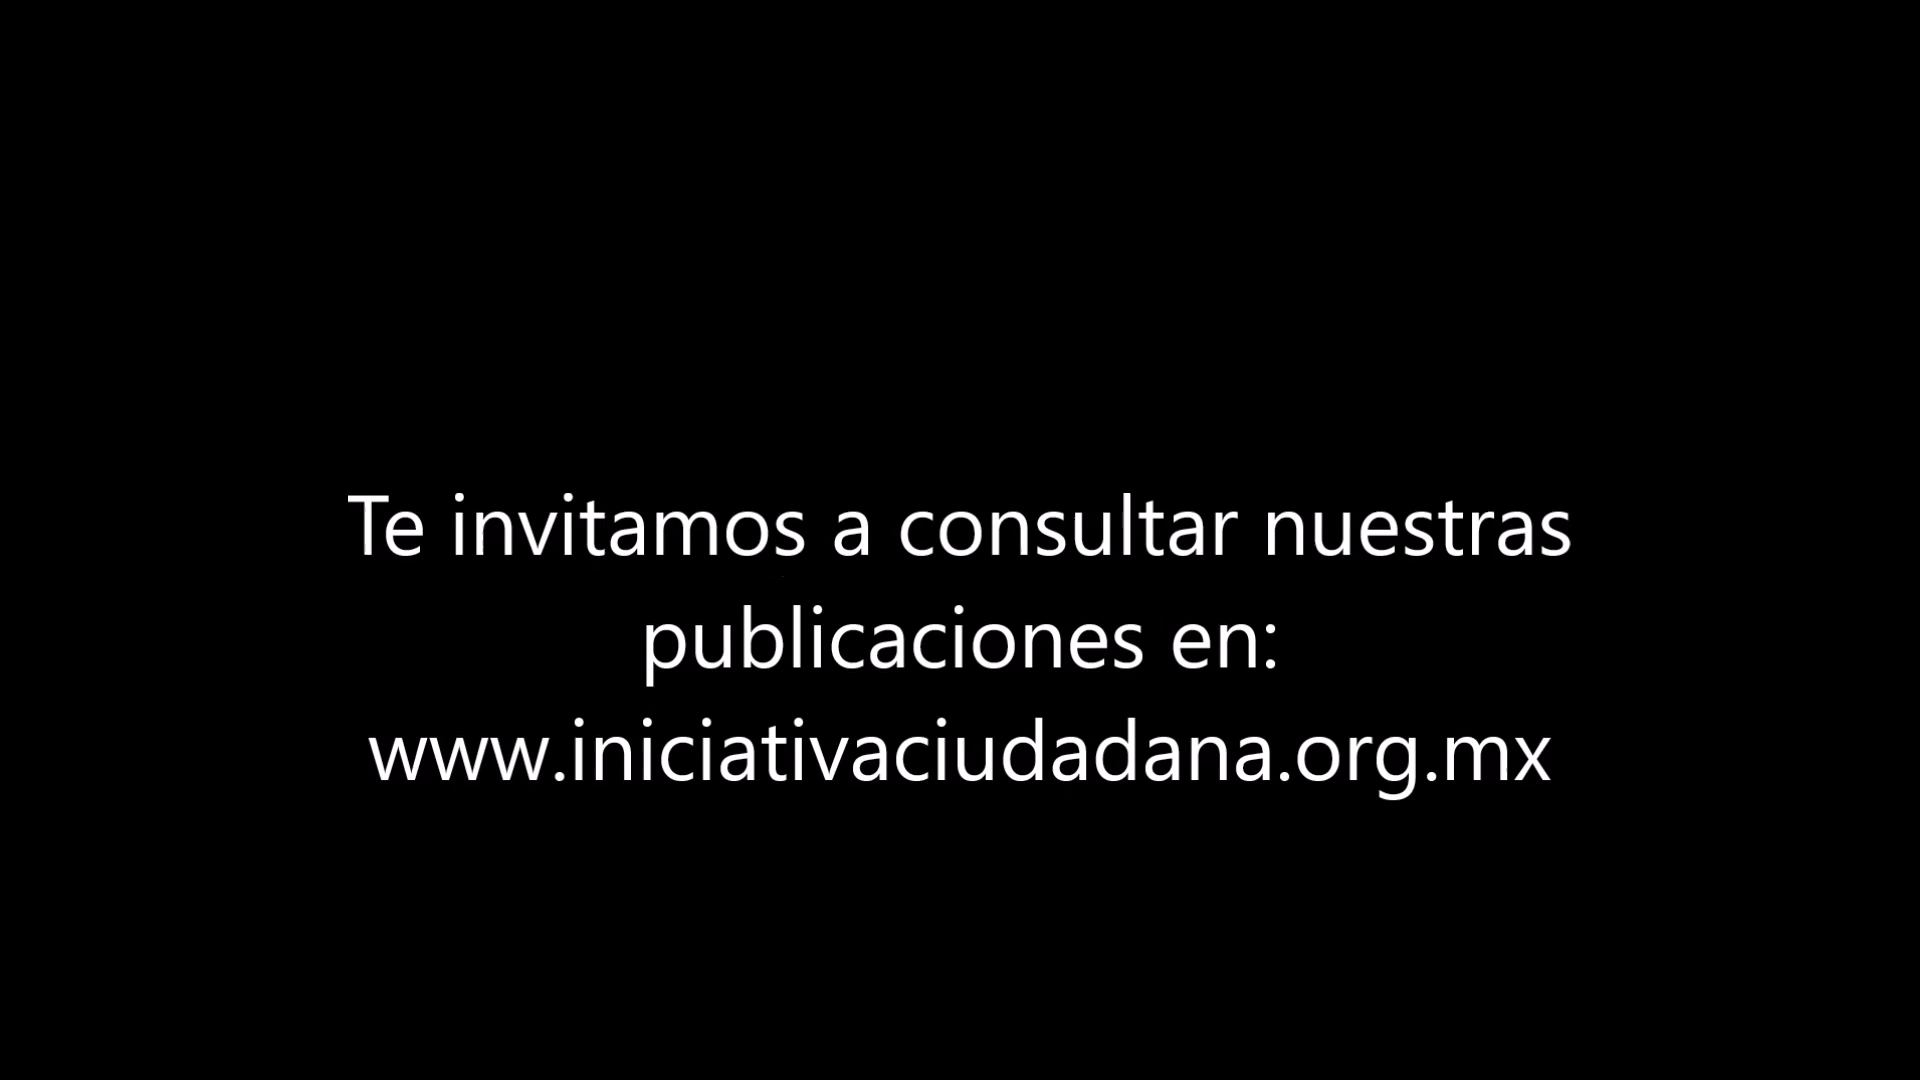 Te invitamos a consultar nuestras
publicaciones en:
www.iniciativaciudadana.org.mx